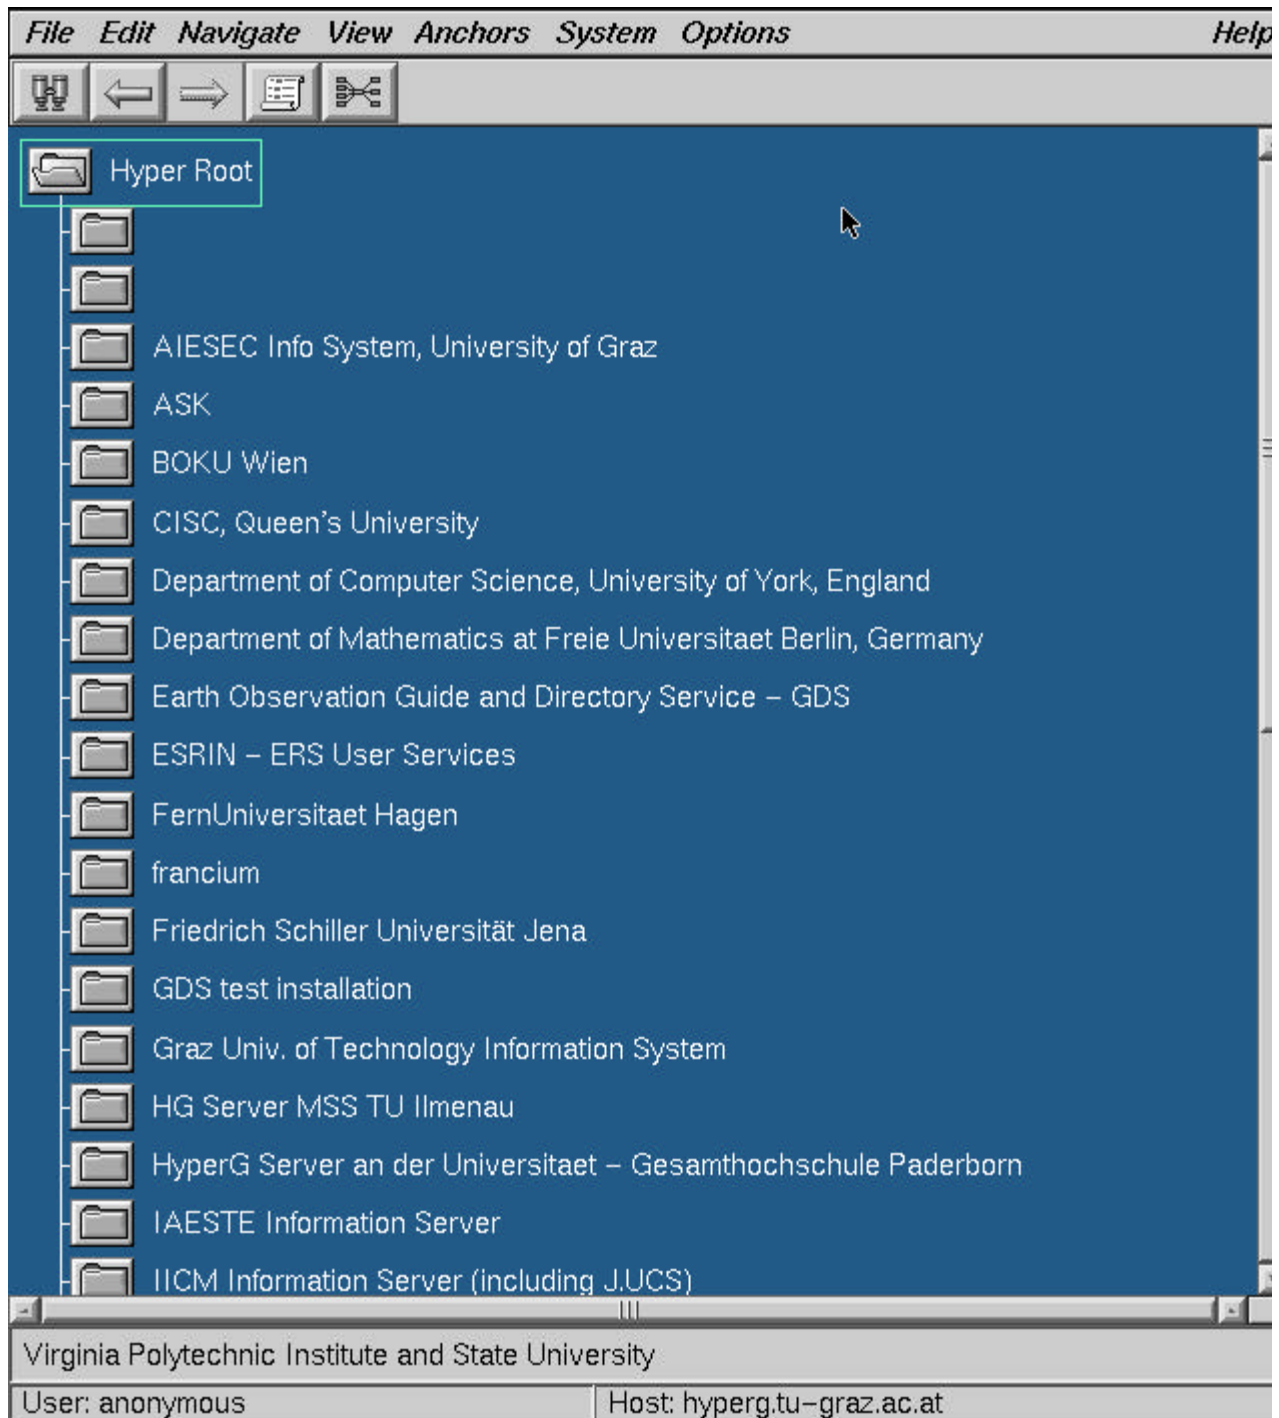 File Edit Navigate View Anchors System Options Help
Hyper Root
AIESEC Info System, University of Graz
ASK
BOKU Wien
CISC, Queen's University
Department of Computer Science, University of York, England
Department of Mathematics at Freie Universitaet Berlin, Germany
Earth Observation Guide and Directory Service – GDS
ESRIN – ERS User Services
FernUniversitaet Hagen
francium
Friedrich Schiller Universität Jena
GDS test installation
Graz Univ. of Technology Information System
HG Server MSS TU Ilmenau
HyperG Server an der Universitaet – Gesamthochschule Paderborn
IAESTE Information Server
IICM Information Server (including J.UCS)
Virginia Polytechnic Institute and State University
User: anonymous Host: hyperg.tu–graz.ac.at